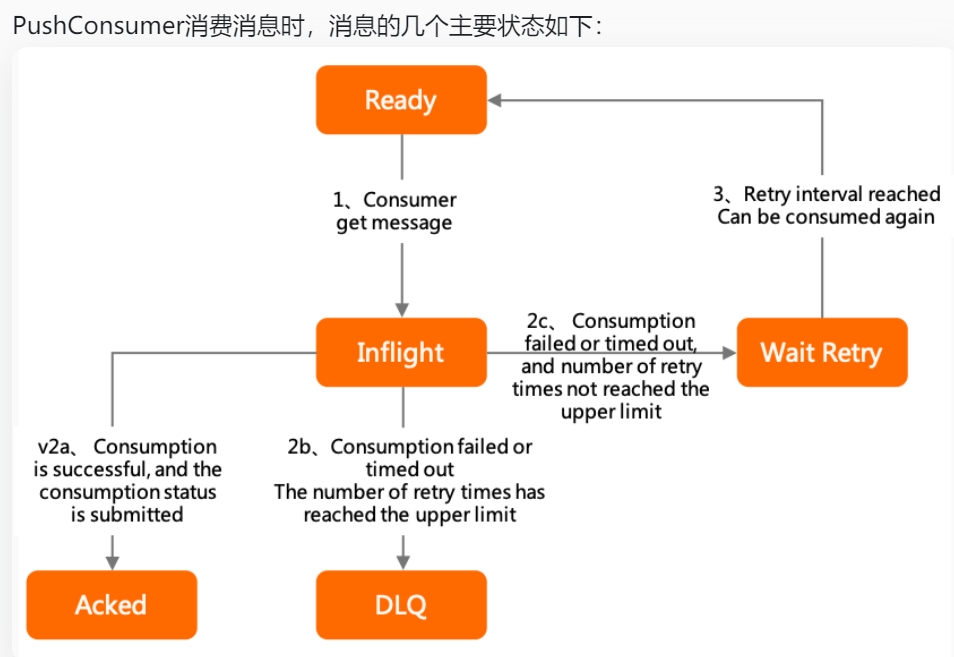 PushConsumer消费消息时，消息的几个主要状态如下：
Ready
1、Consumer
get message
3、Retry interval reached
Can be consumed again
Inflight
2c、 Consumption
failed or timed out,
and number of retry
times not reached the
upper limit
Wait Retry
v2a、 Consumption
is successful, and the
consumption status
is submitted
2b、Consumption failed or
timed out
The number of retry times has
reached the upper limit
Acked
DLQ